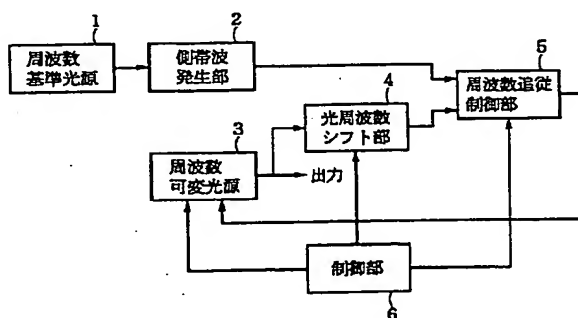 1
周波数
基準光源
2
側帯波
発生部
3
周波数
可変光源
4
光周波数
シフト部
出力
5
周波数追従
制御部
制御部
6